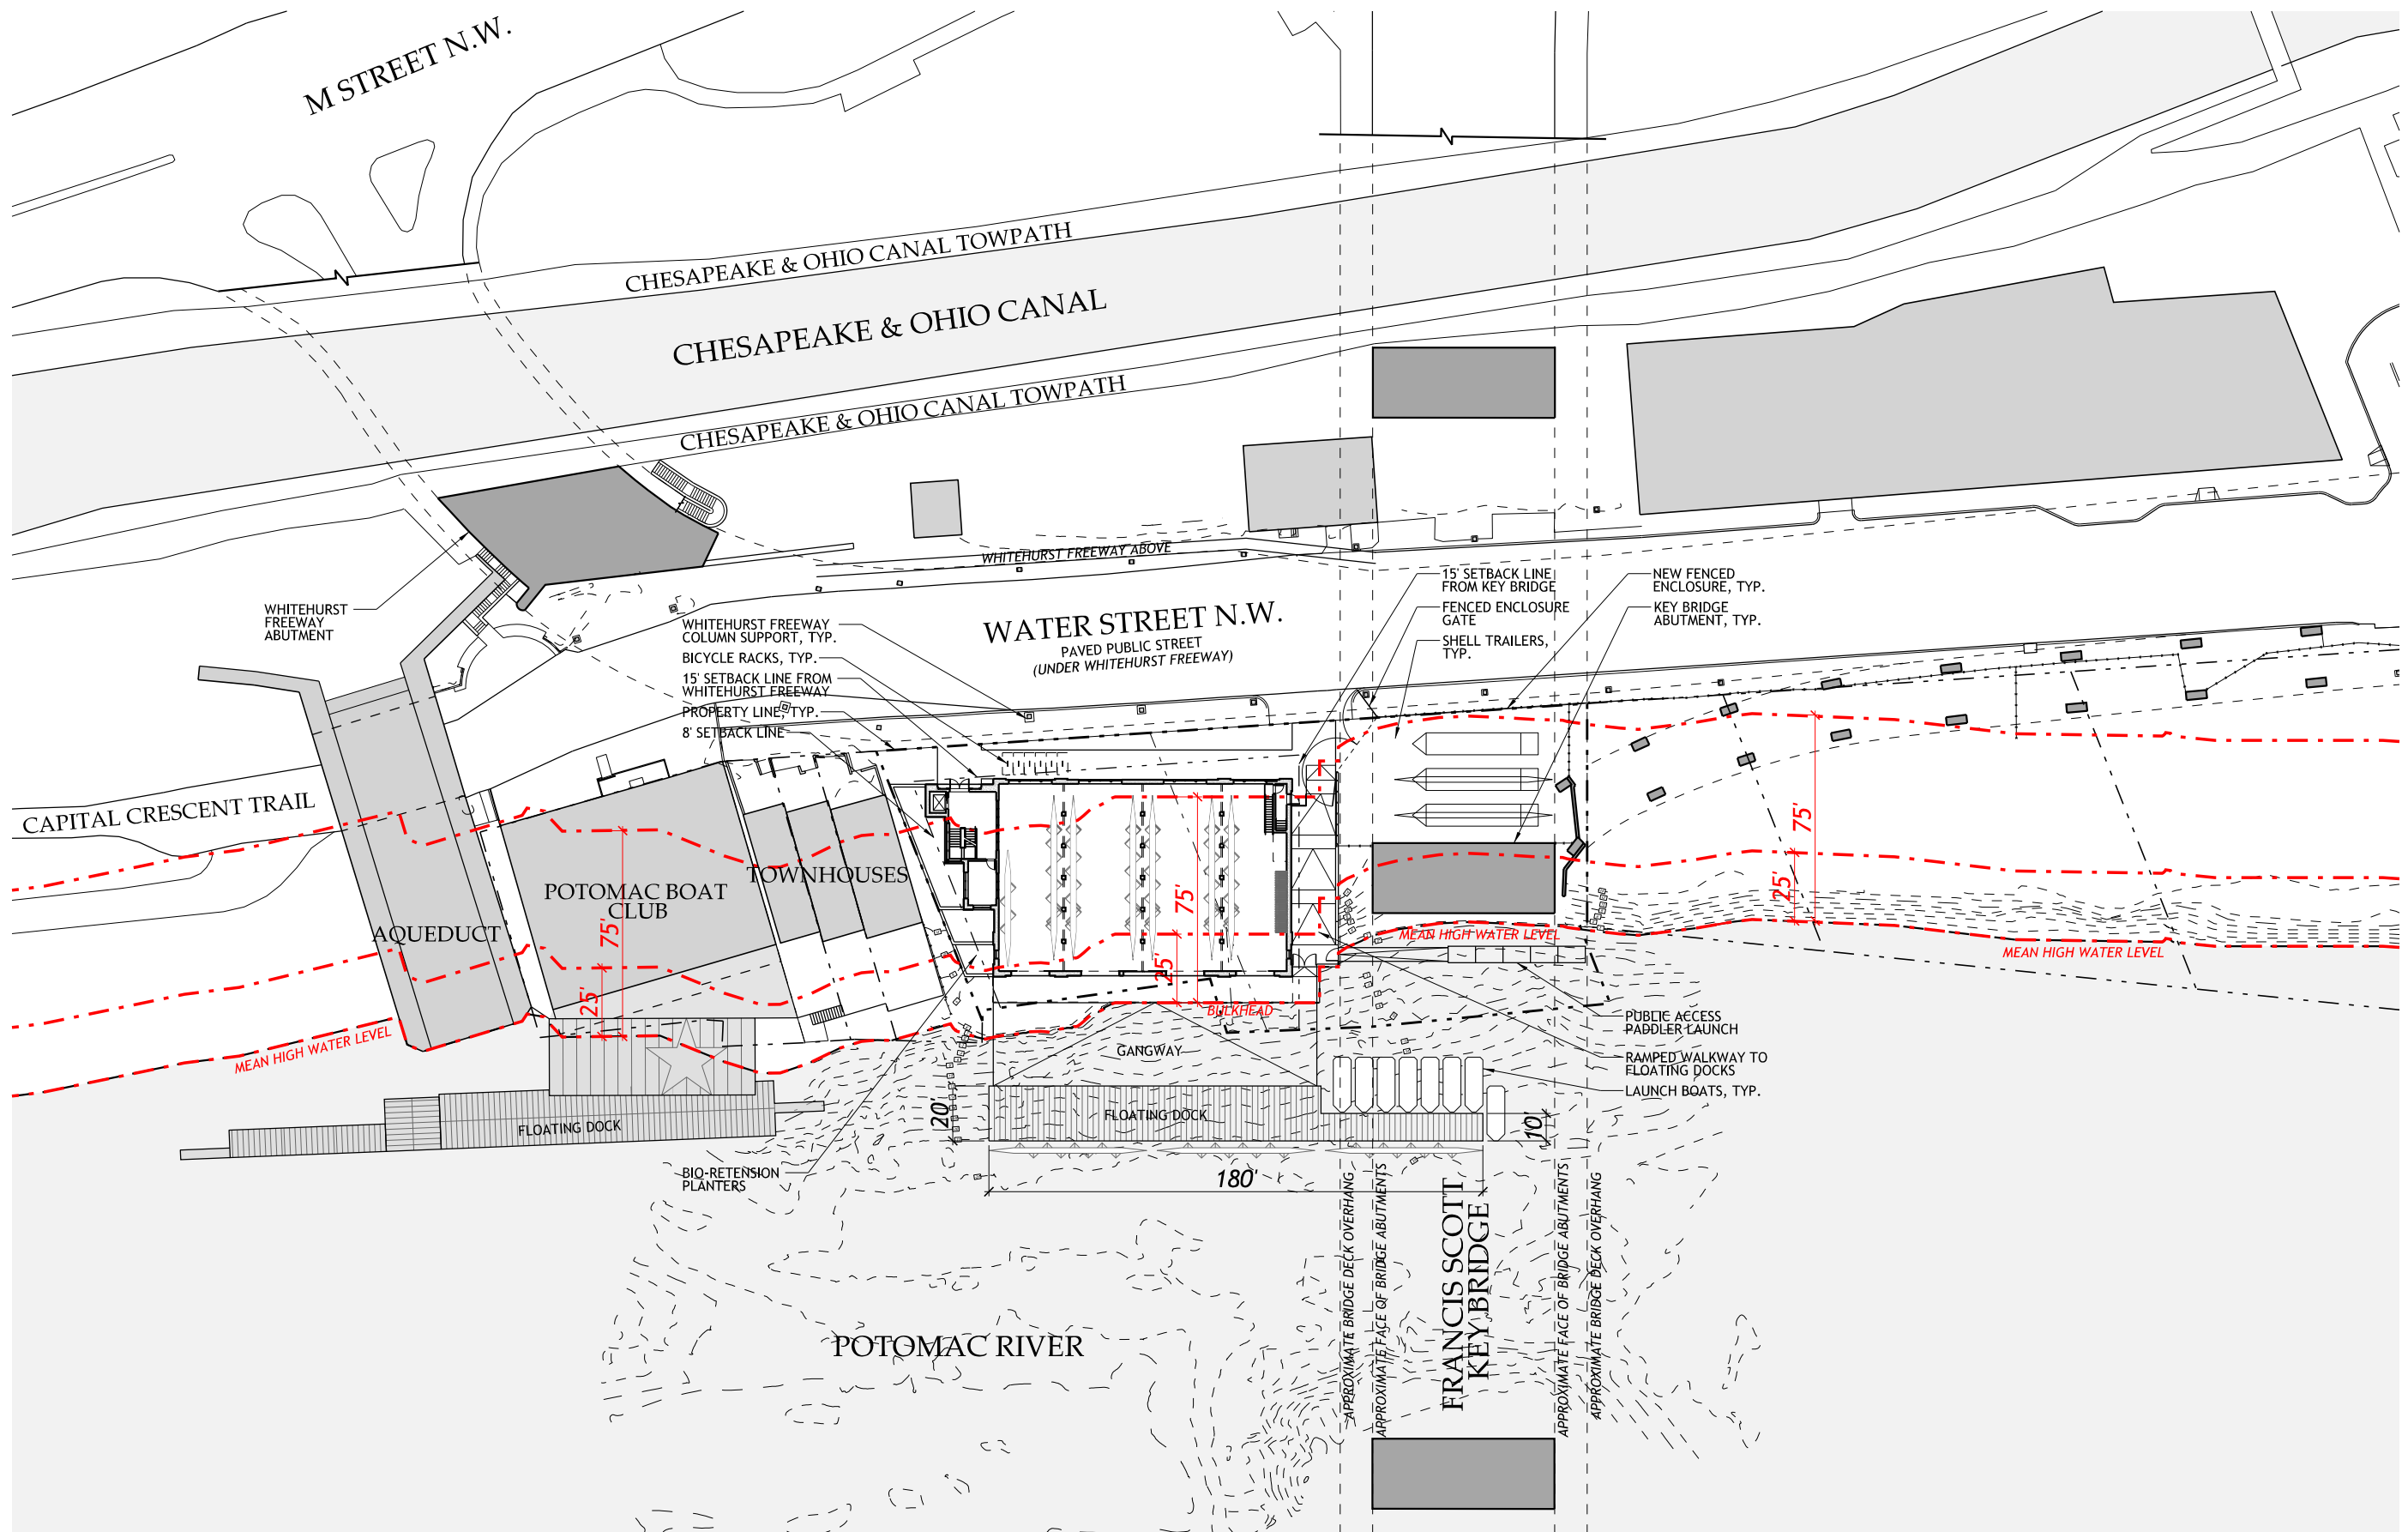 M STREET N.W.
CHESAPEAKE & OHIO CANAL TOWPATH
CHESAPEAKE & OHIO CANAL
CHESAPEAKE & OHIO CANAL TOWPATH
WHITEHURST FREEWAY ABOVE
WHITEHURST
FREEWAY
ABUTMENT
WHITEHURST FREEWAY
COLUMN SUPPORT, TYP.
BICYCLE RACKS, TYP.
15' SETBACK LINE FROM
WHITEHURST FREEWAY
PROPERTY LINE, TYP.
8' SETBACK LINE
WATER STREET N.W.
PAVED PUBLIC STREET
(UNDER WHITEHURST FREEWAY)
15' SETBACK LINE
FROM KEY BRIDGE
FENCED ENCLOSURE
GATE
SHELL TRAILERS,
TYP.
NEW FENCED
ENCLOSURE, TYP.
KEY BRIDGE
ABUTMENT, TYP.
CAPITAL CRESCENT TRAIL
AQUEDUCT
POTOMAC BOAT
CLUB
TOWNHOUSES
75'
25'
75'
25'
75'
25'
MEAN HIGH WATER LEVEL
MEAN HIGH WATER LEVEL
MEAN HIGH WATER LEVEL
BULKHEAD
GANGWAY
FLOATING DOCK
FLOATING DOCK
20'
10'
180'
PUBLIC ACCESS
PADDLER LAUNCH
RAMPED WALKWAY TO
FLOATING DOCKS
LAUNCH BOATS, TYP.
BIO-RETENSION
PLANTERS
POTOMAC RIVER
APPROXIMATE BRIDGE DECK OVERHANG
APPROXIMATE FACE OF BRIDGE ABUTMENTS
FRANCIS SCOTT
KEY BRIDGE
APPROXIMATE FACE OF BRIDGE ABUTMENTS
APPROXIMATE BRIDGE DECK OVERHANG